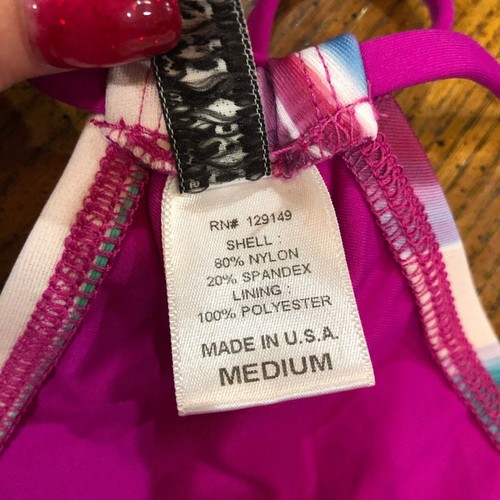 RN# 129149
SHELL :
80% NYLON
20% SPANDEX
LINING :
100% POLYESTER
MADE IN U.S.A.
MEDIUM